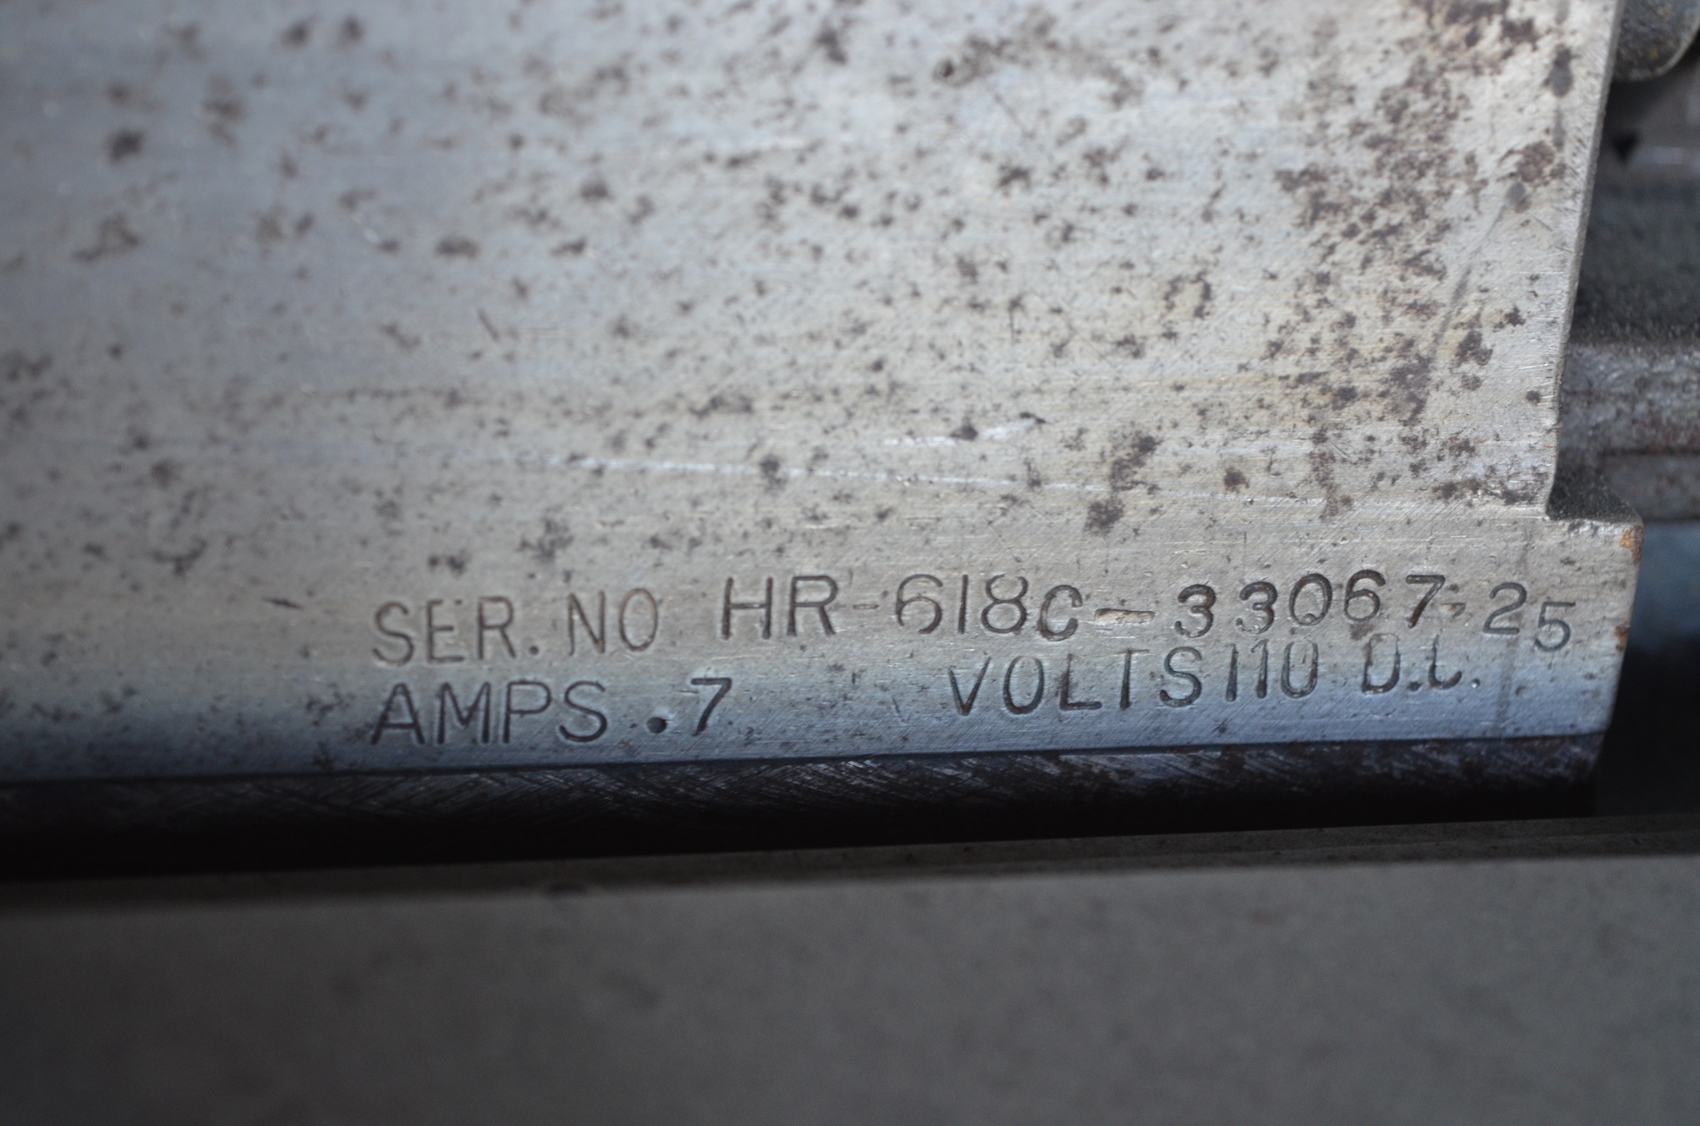 SER. NO HR-618C-33067-25
AMPS .7 VOLTS 110 D.C.